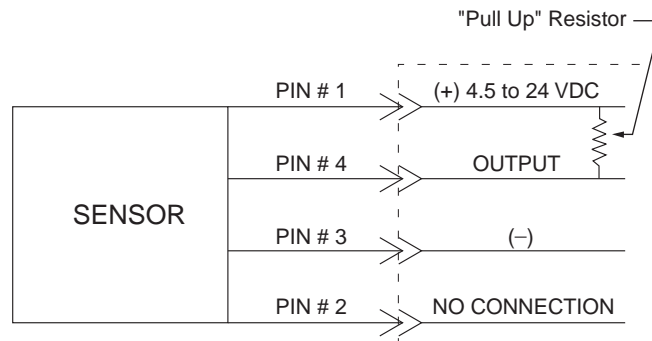 "Pull Up" Resistor
PIN # 1 (+) 4.5 to 24 VDC
PIN # 4 OUTPUT
SENSOR
PIN # 3 (–)
PIN # 2 NO CONNECTION